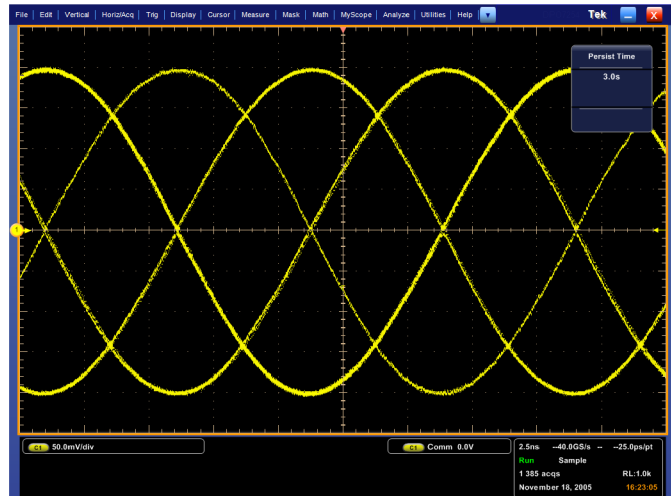 File | Edit | Vertical | Horiz/Acq | Trig | Display | Cursor | Measure | Mask | Math | MyScope | Analyze | Utilities | Help
Tek
X
Persist Time
3.0s
1
C1 50.0mV/div
C1 Comm 0.0V
2.5ns --40.0GS/s -- --25.0ps/pt
Run Sample
1 385 acqs RL:1.0k
November 18, 2005 16:23:05